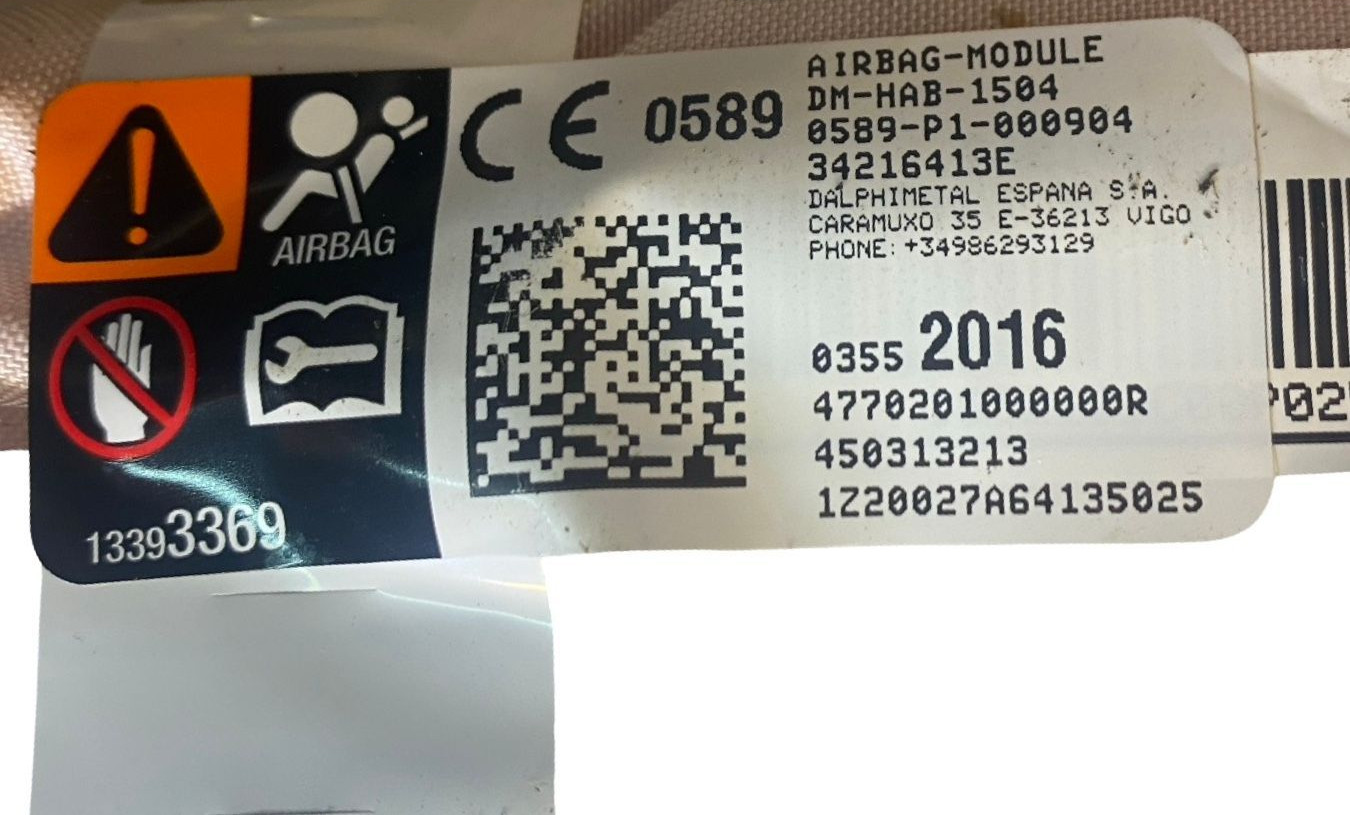 AIRBAG
13393369
CE 0589
AIRBAG-MODULE
DM-HAB-1504
0589-P1-000904
34216413E
DALPHIMETAL ESPANA S.A.
CARAMUXO 35 E-36213 VIGO
PHONE: +34986293129
0355 2016
4770201000000R
450313213
1Z20027A64135025